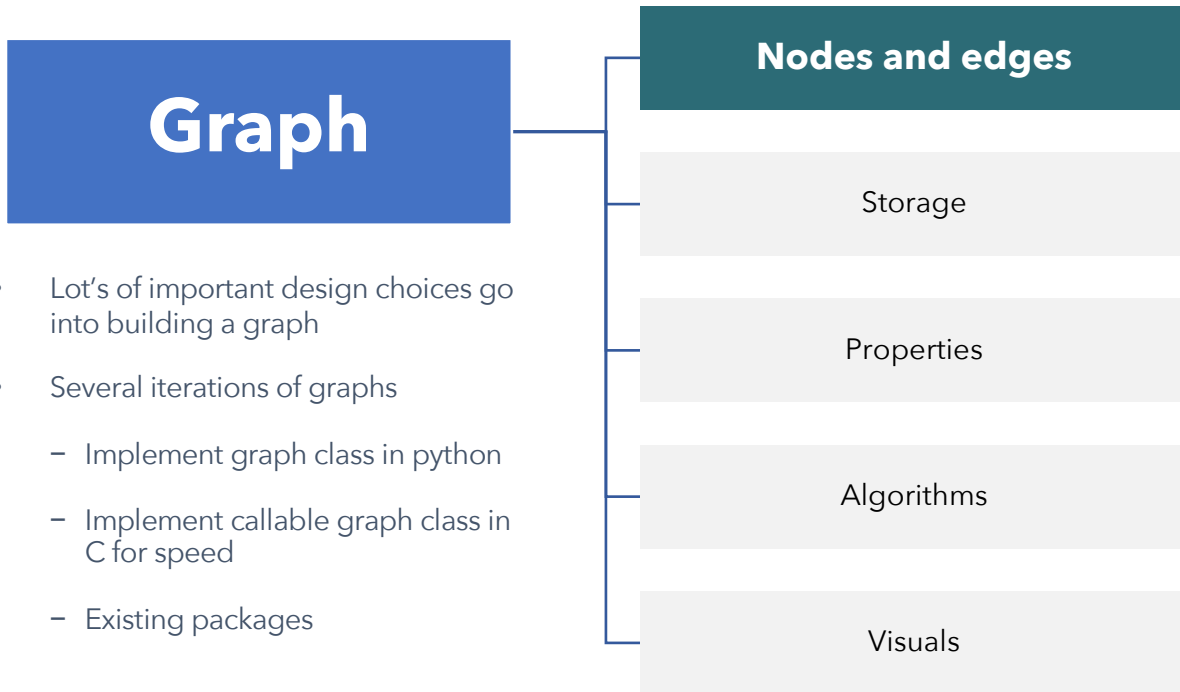 Graph
Lot's of important design choices go
into building a graph
Several iterations of graphs
– Implement graph class in python
– Implement callable graph class in
C for speed
– Existing packages
Nodes and edges
Storage
Properties
Algorithms
Visuals